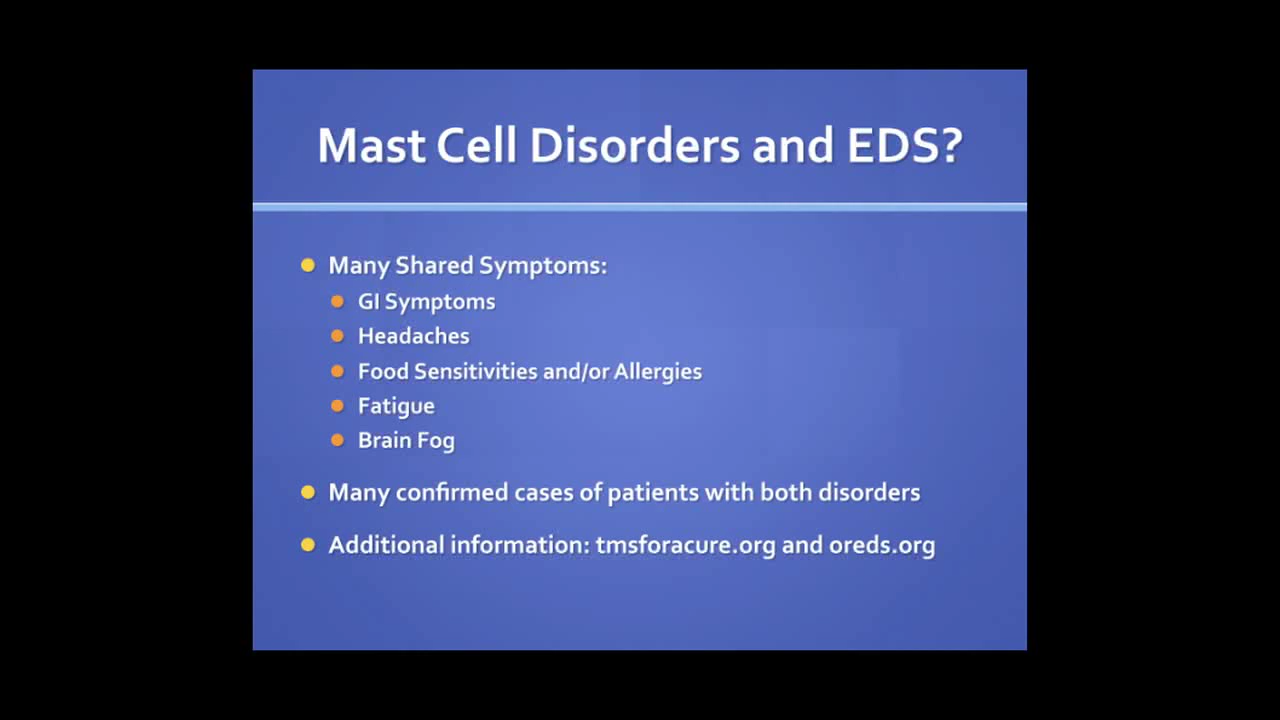 Mast Cell Disorders and EDS?
Many Shared Symptoms:
GI Symptoms
Headaches
Food Sensitivities and/or Allergies
Fatigue
Brain Fog
Many confirmed cases of patients with both disorders
Additional information: tmsforacure.org and oreds.org